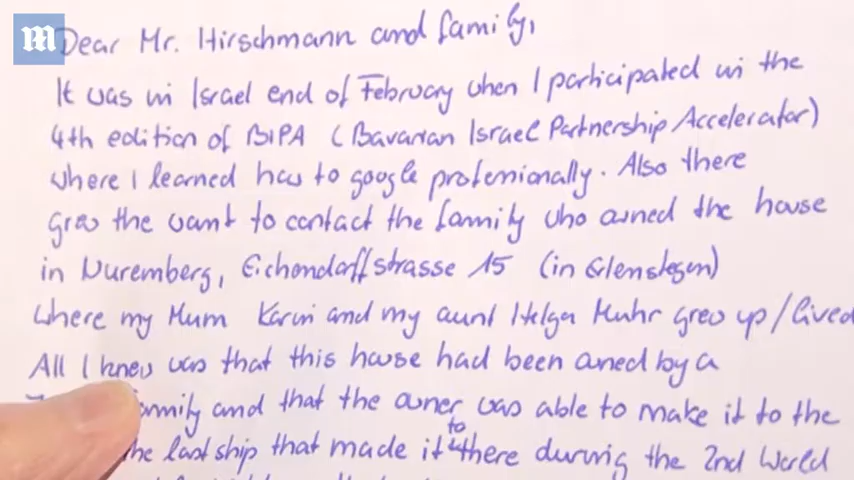 M
Dear Mr. Hirschmann and family,
It was in Israel end of February when I participated in the
4th edition of BIPA (Bavarian Israel Partnership Accelerator)
where I learned how to google professionally. Also there
grew the want to contact the family who owned the house
in Nuremberg, Eichendorffstrasse 15 (in
where my Mum Karin and my aunt Helga Muhr grew up/lived
All I knew was that this house had been owned by a
family and that the owner was able to make it to the
the last ship that made it to there during the 2nd World